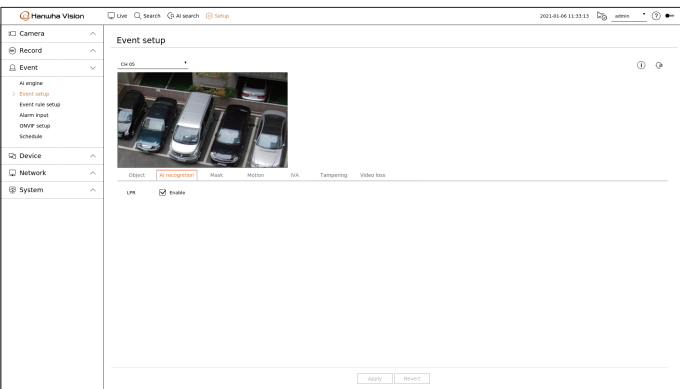 Hanwha Vision
Live Search AI search Setup
2021-01-06 11:33:13 admin
Camera
Record
Event
AI engine
Event setup
Event rule setup
Alarm input
ONVIF setup
Schedule
Device
Network
System
Event setup
CH 05
Object AI recognition Mask Motion IVA Tampering Video loss
LPR Enable
Apply Revert